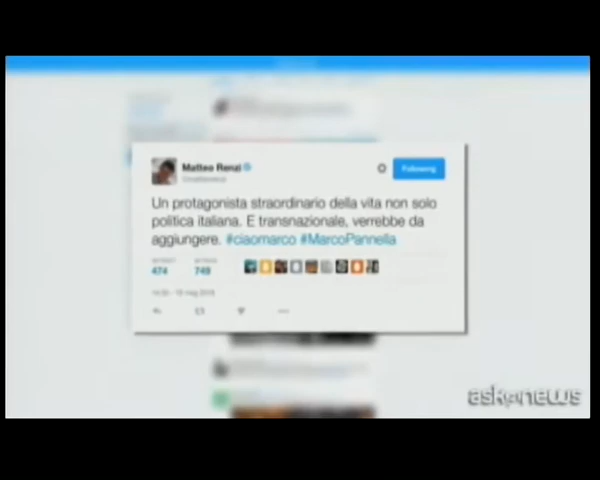 Matteo Renzi
Following
Un protagonista straordinario della vita non solo
politica italiana. E transnazionale, verrebbe da
aggiungere. #ciaomarco #MarcoPannella
474 749
askanews